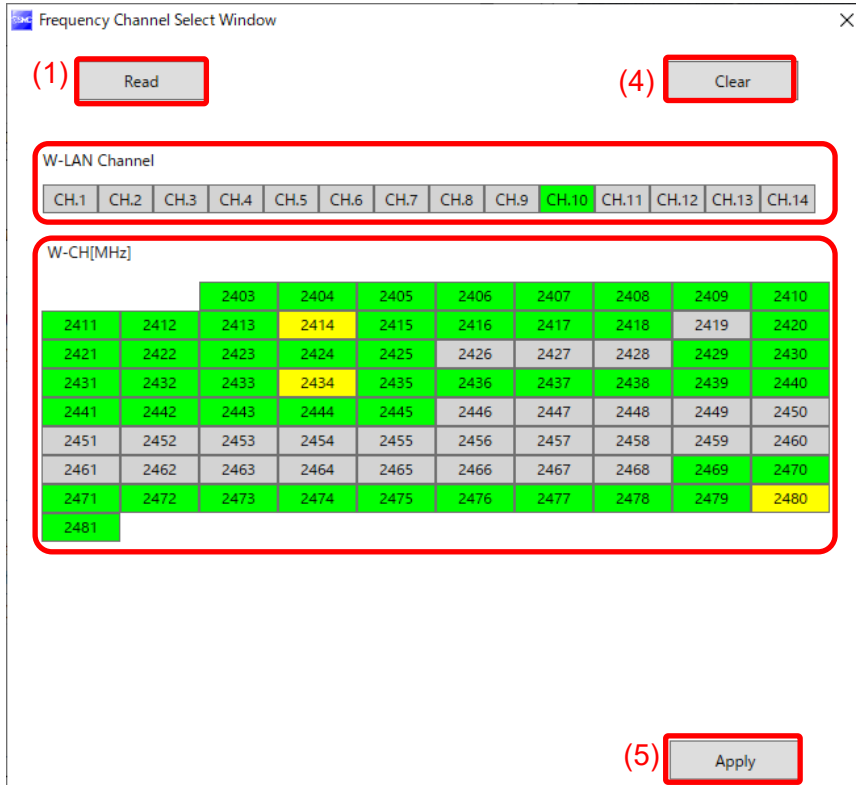 SMC Frequency Channel Select Window
(1) Read (4) Clear
W-LAN Channel
CH.1 CH.2 CH.3 CH.4 CH.5 CH.6 CH.7 CH.8 CH.9 CH.10 CH.11 CH.12 CH.13 CH.14
W-CH[MHz]
2403 2404 2405 2406 2407 2408 2409 2410
2411 2412 2413 2414 2415 2416 2417 2418 2419 2420
2421 2422 2423 2424 2425 2426 2427 2428 2429 2430
2431 2432 2433 2434 2435 2436 2437 2438 2439 2440
2441 2442 2443 2444 2445 2446 2447 2448 2449 2450
2451 2452 2453 2454 2455 2456 2457 2458 2459 2460
2461 2462 2463 2464 2465 2466 2467 2468 2469 2470
2471 2472 2473 2474 2475 2476 2477 2478 2479 2480
2481
(5) Apply